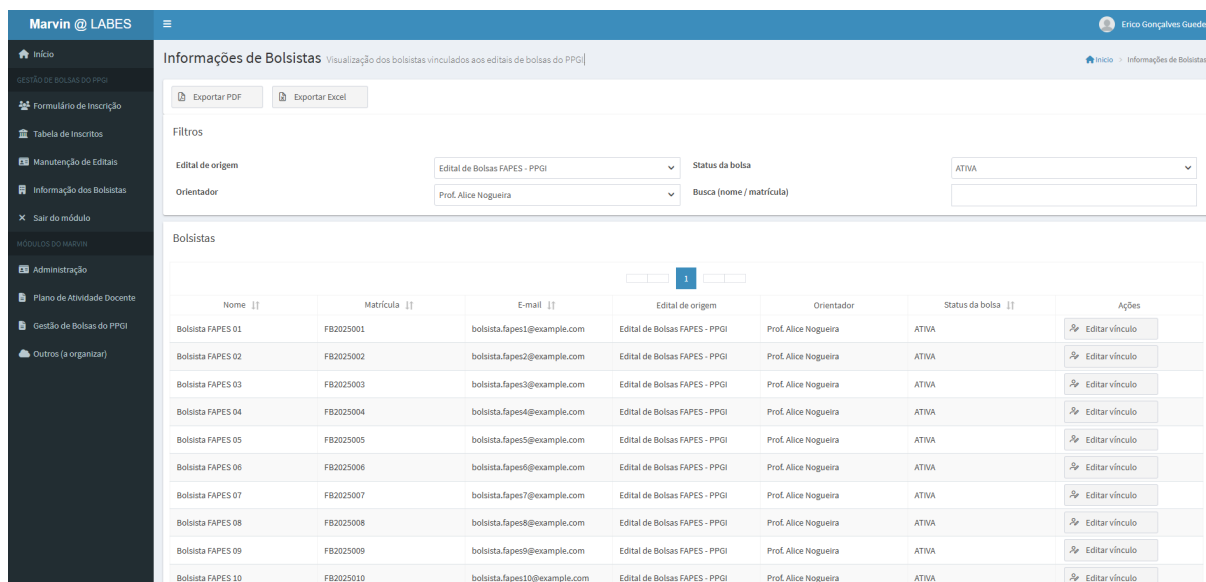 Marvin @ LABES
Erico Gonçalves Guede
Início
GESTÃO DE BOLSAS DO PPGI
Formulário de Inscrição
Tabela de Inscritos
Manutenção de Editais
Informação dos Bolsistas
Sair do módulo
MÓDULOS DO MARVIN
Administração
Plano de Atividade Docente
Gestão de Bolsas do PPGI
Outros (a organizar)
Informações de Bolsistas Visualização dos bolsistas vinculados aos editais de bolsas do PPGI
Início > Informações de Bolsistas
Exportar PDF Exportar Excel
Filtros
Edital de origem Edital de Bolsas FAPES - PPGI Status da bolsa ATIVA
Orientador Prof. Alice Nogueira Busca (nome / matrícula)
Bolsistas
1
Nome Matrícula E-mail Edital de origem Orientador Status da bolsa Ações
Bolsista FAPES 01 FB2025001 bolsista.fapes1@example.com Edital de Bolsas FAPES - PPGI Prof. Alice Nogueira ATIVA Editar vínculo
Bolsista FAPES 02 FB2025002 bolsista.fapes2@example.com Edital de Bolsas FAPES - PPGI Prof. Alice Nogueira ATIVA Editar vínculo
Bolsista FAPES 03 FB2025003 bolsista.fapes3@example.com Edital de Bolsas FAPES - PPGI Prof. Alice Nogueira ATIVA Editar vínculo
Bolsista FAPES 04 FB2025004 bolsista.fapes4@example.com Edital de Bolsas FAPES - PPGI Prof. Alice Nogueira ATIVA Editar vínculo
Bolsista FAPES 05 FB2025005 bolsista.fapes5@example.com Edital de Bolsas FAPES - PPGI Prof. Alice Nogueira ATIVA Editar vínculo
Bolsista FAPES 06 FB2025006 bolsista.fapes6@example.com Edital de Bolsas FAPES - PPGI Prof. Alice Nogueira ATIVA Editar vínculo
Bolsista FAPES 07 FB2025007 bolsista.fapes7@example.com Edital de Bolsas FAPES - PPGI Prof. Alice Nogueira ATIVA Editar vínculo
Bolsista FAPES 08 FB2025008 bolsista.fapes8@example.com Edital de Bolsas FAPES - PPGI Prof. Alice Nogueira ATIVA Editar vínculo
Bolsista FAPES 09 FB2025009 bolsista.fapes9@example.com Edital de Bolsas FAPES - PPGI Prof. Alice Nogueira ATIVA Editar vínculo
Bolsista FAPES 10 FB2025010 bolsista.fapes10@example.com Edital de Bolsas FAPES - PPGI Prof. Alice Nogueira ATIVA Editar vínculo